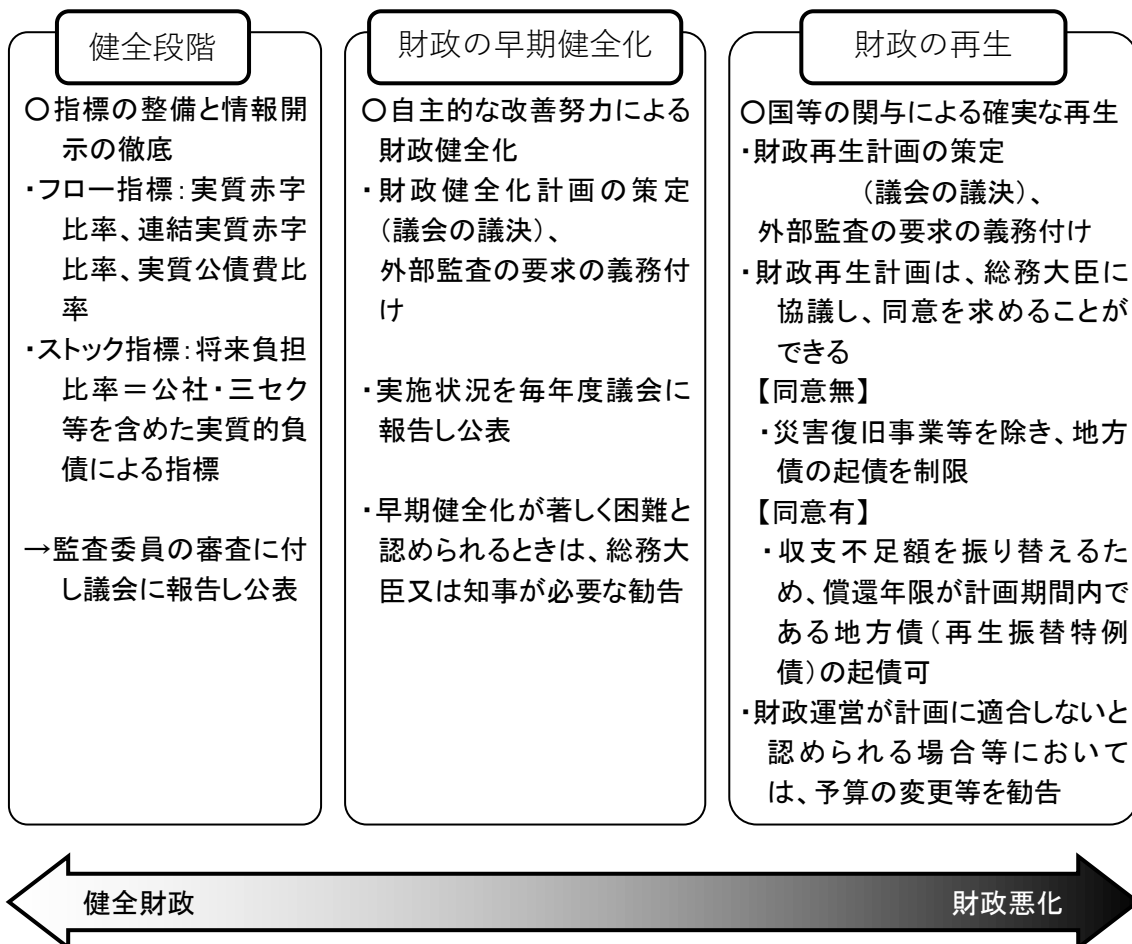 健全段階
○指標の整備と情報開
示の徹底
・フロー指標：実質赤字
比率、連結実質赤字
比率、実質公債費比
率
・ストック指標：将来負担
比率＝公社・三セク
等を含めた実質的負
債による指標
→監査委員の審査に付
し議会に報告し公表
財政の早期健全化
○自主的な改善努力による
財政健全化
・財政健全化計画の策定
（議会の議決）、
外部監査の要求の義務付
け
・実施状況を毎年度議会に
報告し公表
・早期健全化が著しく困難と
認められるときは、総務大
臣又は知事が必要な勧告
財政の再生
○国等の関与による確実な再生
・財政再生計画の策定
（議会の議決）、
外部監査の要求の義務付け
・財政再生計画は、総務大臣に
協議し、同意を求めることが
できる
【同意無】
・災害復旧事業等を除き、地方
債の起債を制限
【同意有】
・収支不足額を振り替えるた
め、償還年限が計画期間内で
ある地方債（再生振替特例
債）の起債可
・財政運営が計画に適合しないと
認められる場合等において
は、予算の変更等を勧告
健全財政
財政悪化